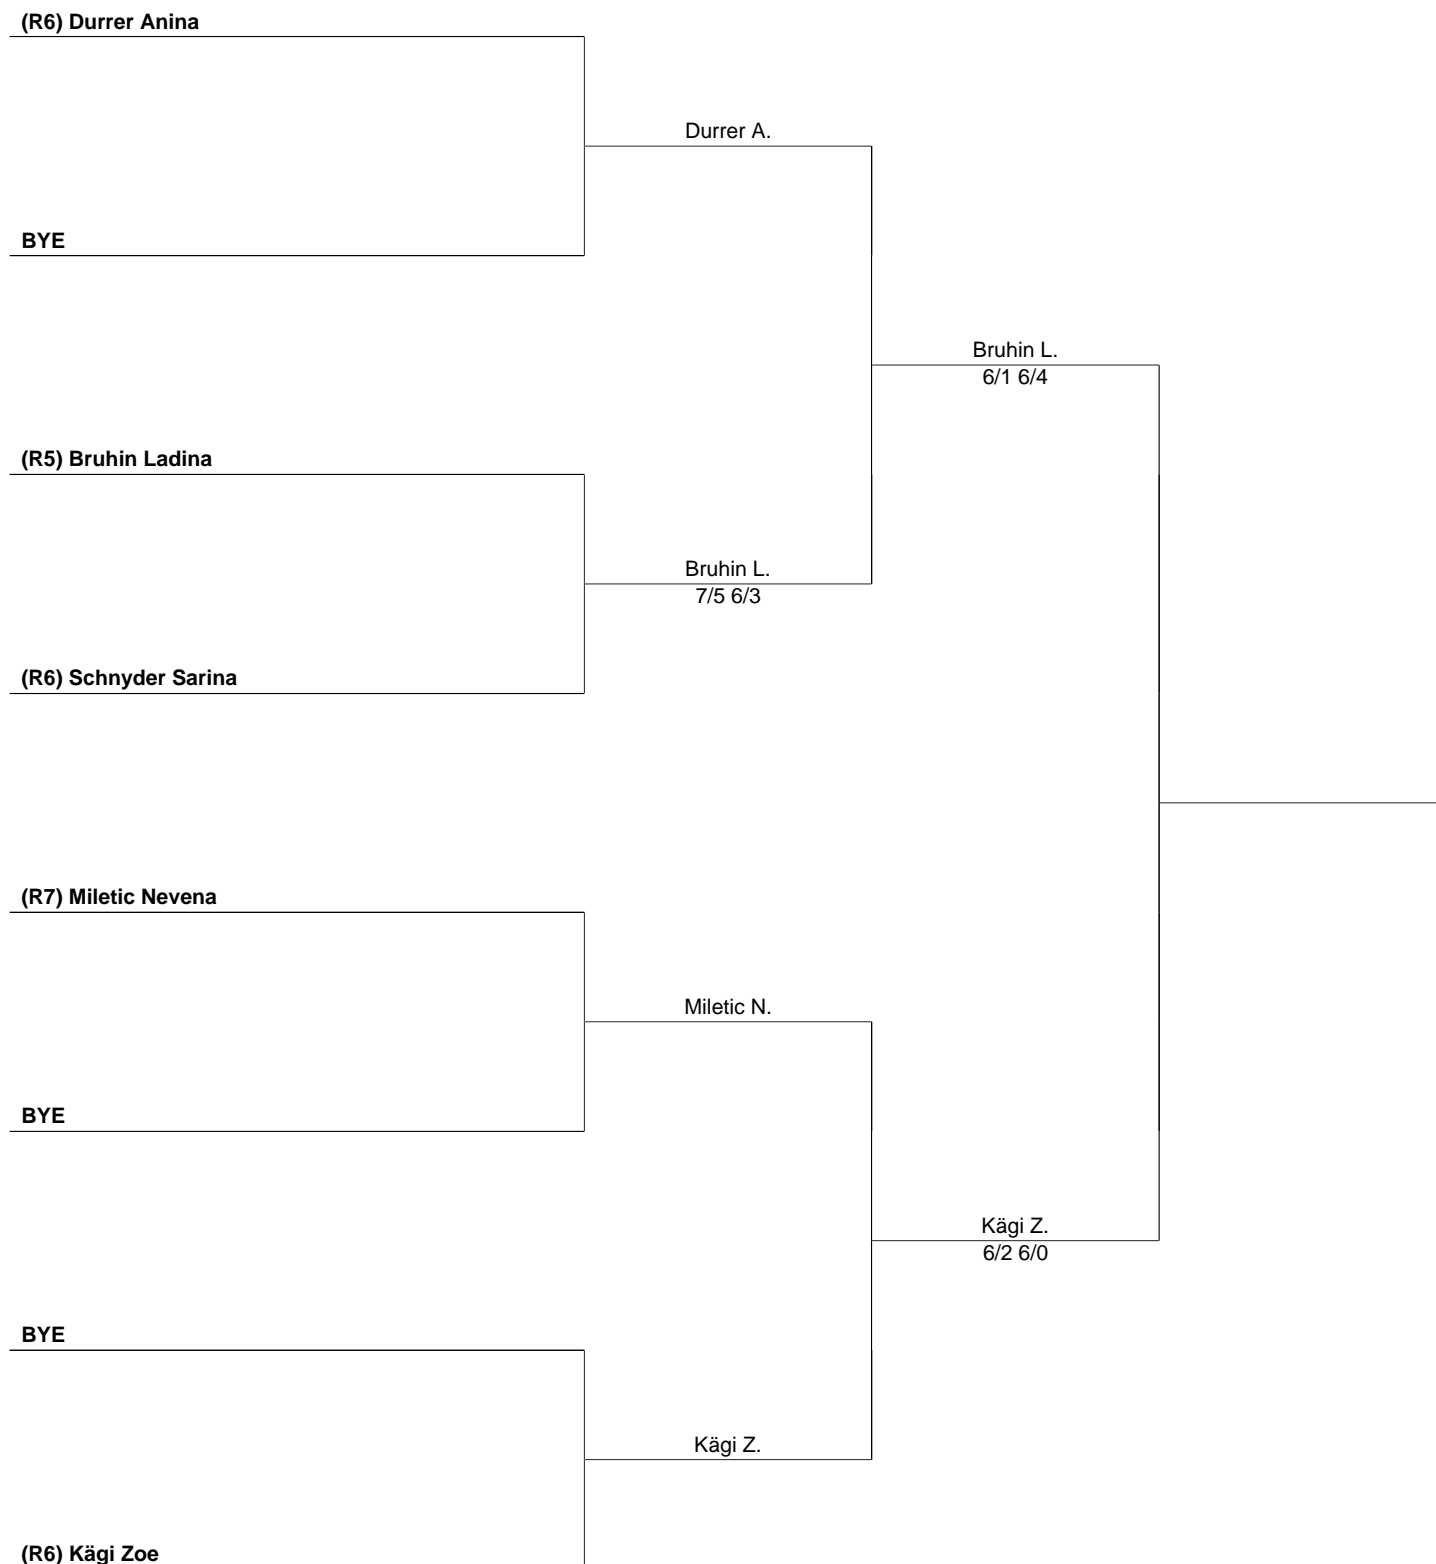 (R6) Durrer Anina
Durrer A.
BYE
Bruhin L.
6/1 6/4
(R5) Bruhin Ladina
Bruhin L.
7/5 6/3
(R6) Schnyder Sarina
(R7) Miletic Nevena
Miletic N.
BYE
Kägi Z.
6/2 6/0
BYE
Kägi Z.
(R6) Kägi Zoe